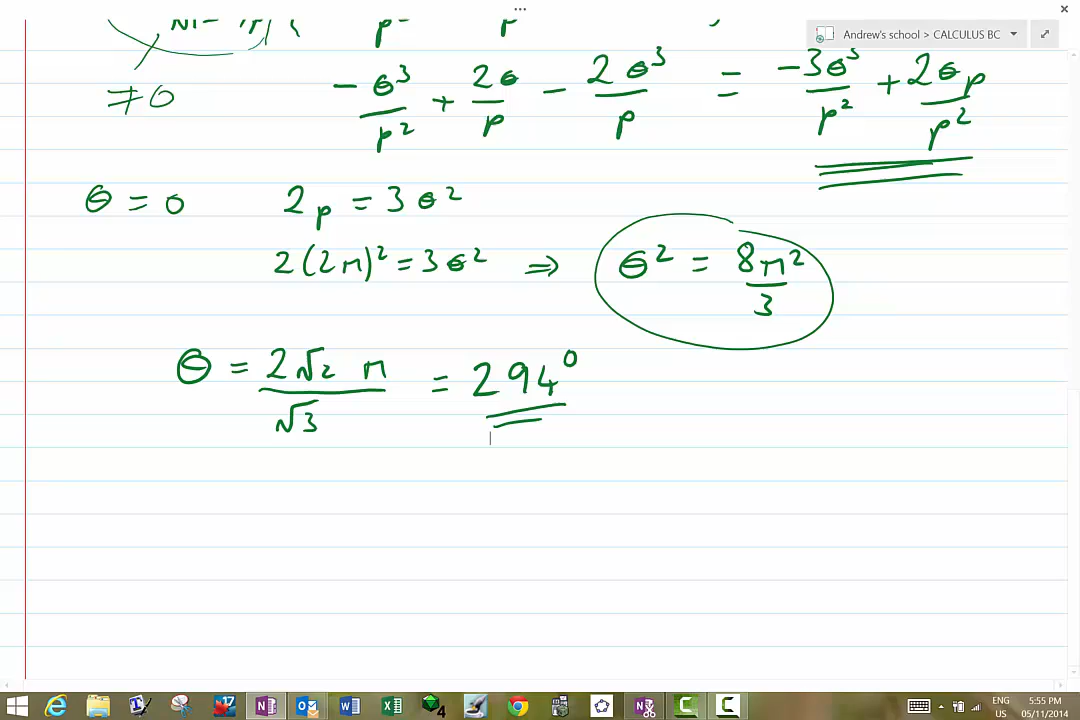 Andrew's school > CALCULUS BC
≠0
-θ³/p² + 2θ/p - 2θ³/p = -3θ³/p² + 2θp/p²
θ = 0 2p = 3θ²
2(2π)² = 3θ² ⇒ θ² = 8π²/3
θ = 2√2 π/√3 = 294°
4
ENG 5:55 PM
US 05/11/2014